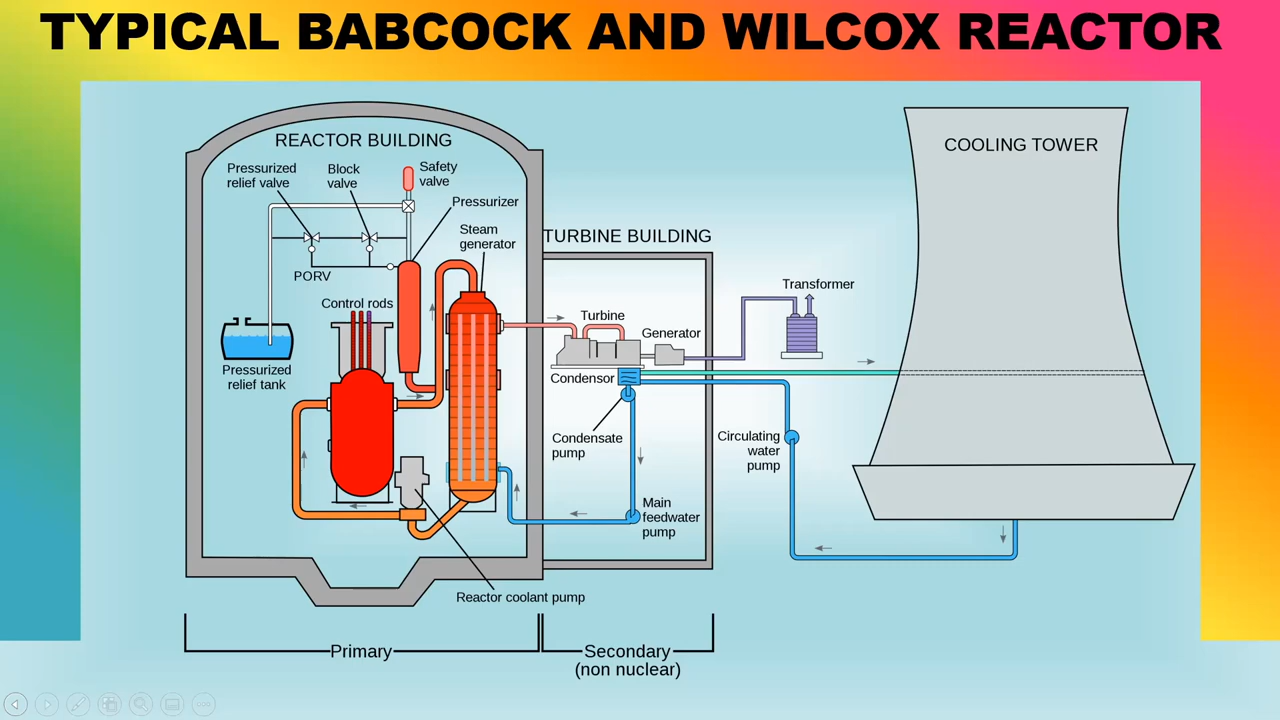 TYPICAL BABCOCK AND WILCOX REACTOR
REACTOR BUILDING
Pressurized
relief valve
Block
valve
Safety
valve
Pressurizer
Steam
generator
PORV
Control rods
Pressurized
relief tank
Reactor coolant pump
TURBINE BUILDING
Turbine
Generator
Condensor
Condensate
pump
Main
feedwater
pump
Transformer
Circulating
water
pump
COOLING TOWER
Primary
Secondary
(non nuclear)